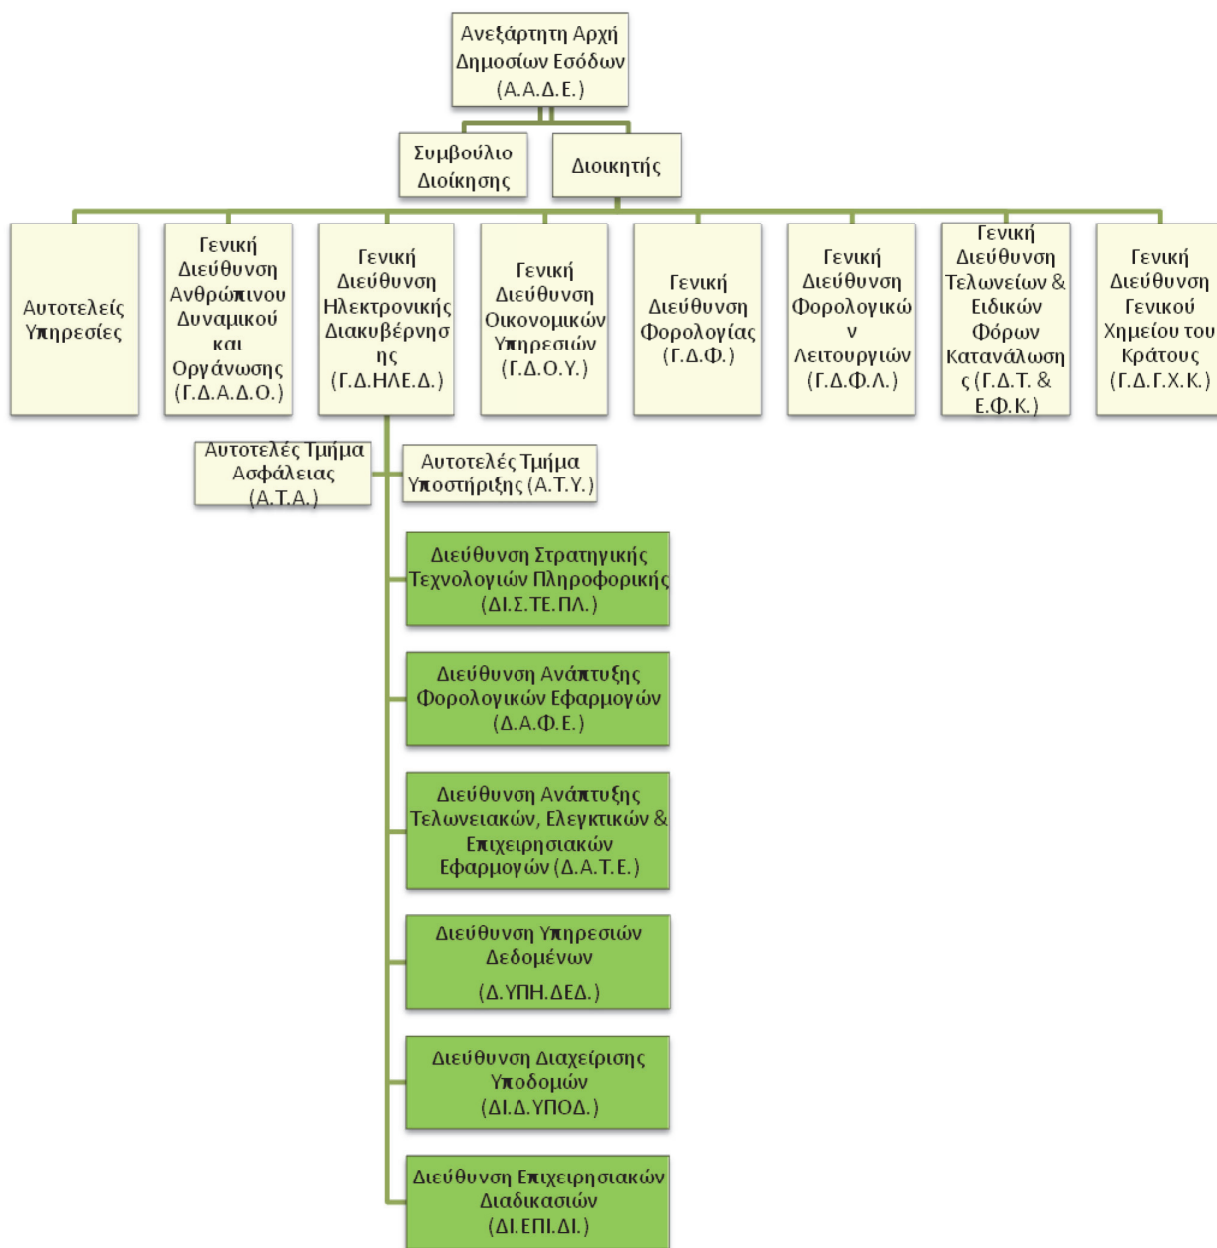 Ανεξάρτητη Αρχή
Δημοσίων Εσόδων
(Α.Α.Δ.Ε.)
Συμβούλιο
Διοίκησης
Διοικητής
Αυτοτελείς
Υπηρεσίες
Γενική
Διεύθυνση
Ανθρώπινου
Δυναμικού
και
Οργάνωσης
(Γ.Δ.Α.Δ.Ο.)
Γενική
Διεύθυνση
Ηλεκτρονικής
Διακυβέρνησ
ης
(Γ.Δ.ΗΛΕ.Δ.)
Γενική
Διεύθυνση
Οικονομικών
Υπηρεσιών
(Γ.Δ.Ο.Υ.)
Γενική
Διεύθυνση
Φορολογίας
(Γ.Δ.Φ.)
Γενική
Διεύθυνση
Φορολογικώ
ν
Λειτουργιών
(Γ.Δ.Φ.Λ.)
Γενική
Διεύθυνση
Τελωνείων &
Ειδικών
Φόρων
Κατανάλωση
ς (Γ.Δ.Τ. &
Ε.Φ.Κ.)
Γενική
Διεύθυνση
Γενικού
Χημείου του
Κράτους
(Γ.Δ.Γ.Χ.Κ.)
Αυτοτελές Τμήμα
Ασφάλειας
(Α.Τ.Α.)
Αυτοτελές Τμήμα
Υποστήριξης (Α.Τ.Υ.)
Διεύθυνση Στρατηγικής
Τεχνολογιών Πληροφορικής
(ΔΙ.Σ.ΤΕ.ΠΛ.)
Διεύθυνση Ανάπτυξης
Φορολογικών Εφαρμογών
(Δ.Α.Φ.Ε.)
Διεύθυνση Ανάπτυξης
Τελωνειακών, Ελεγκτικών &
Επιχειρησιακών
Εφαρμογών (Δ.Α.Τ.Ε.)
Διεύθυνση Υπηρεσιών
Δεδομένων
(Δ.ΥΠΗ.ΔΕΔ.)
Διεύθυνση Διαχείρισης
Υποδομών
(ΔΙ.Δ.ΥΠΟΔ.)
Διεύθυνση Επιχειρησιακών
Διαδικασιών
(ΔΙ.ΕΠΙ.ΔΙ.)